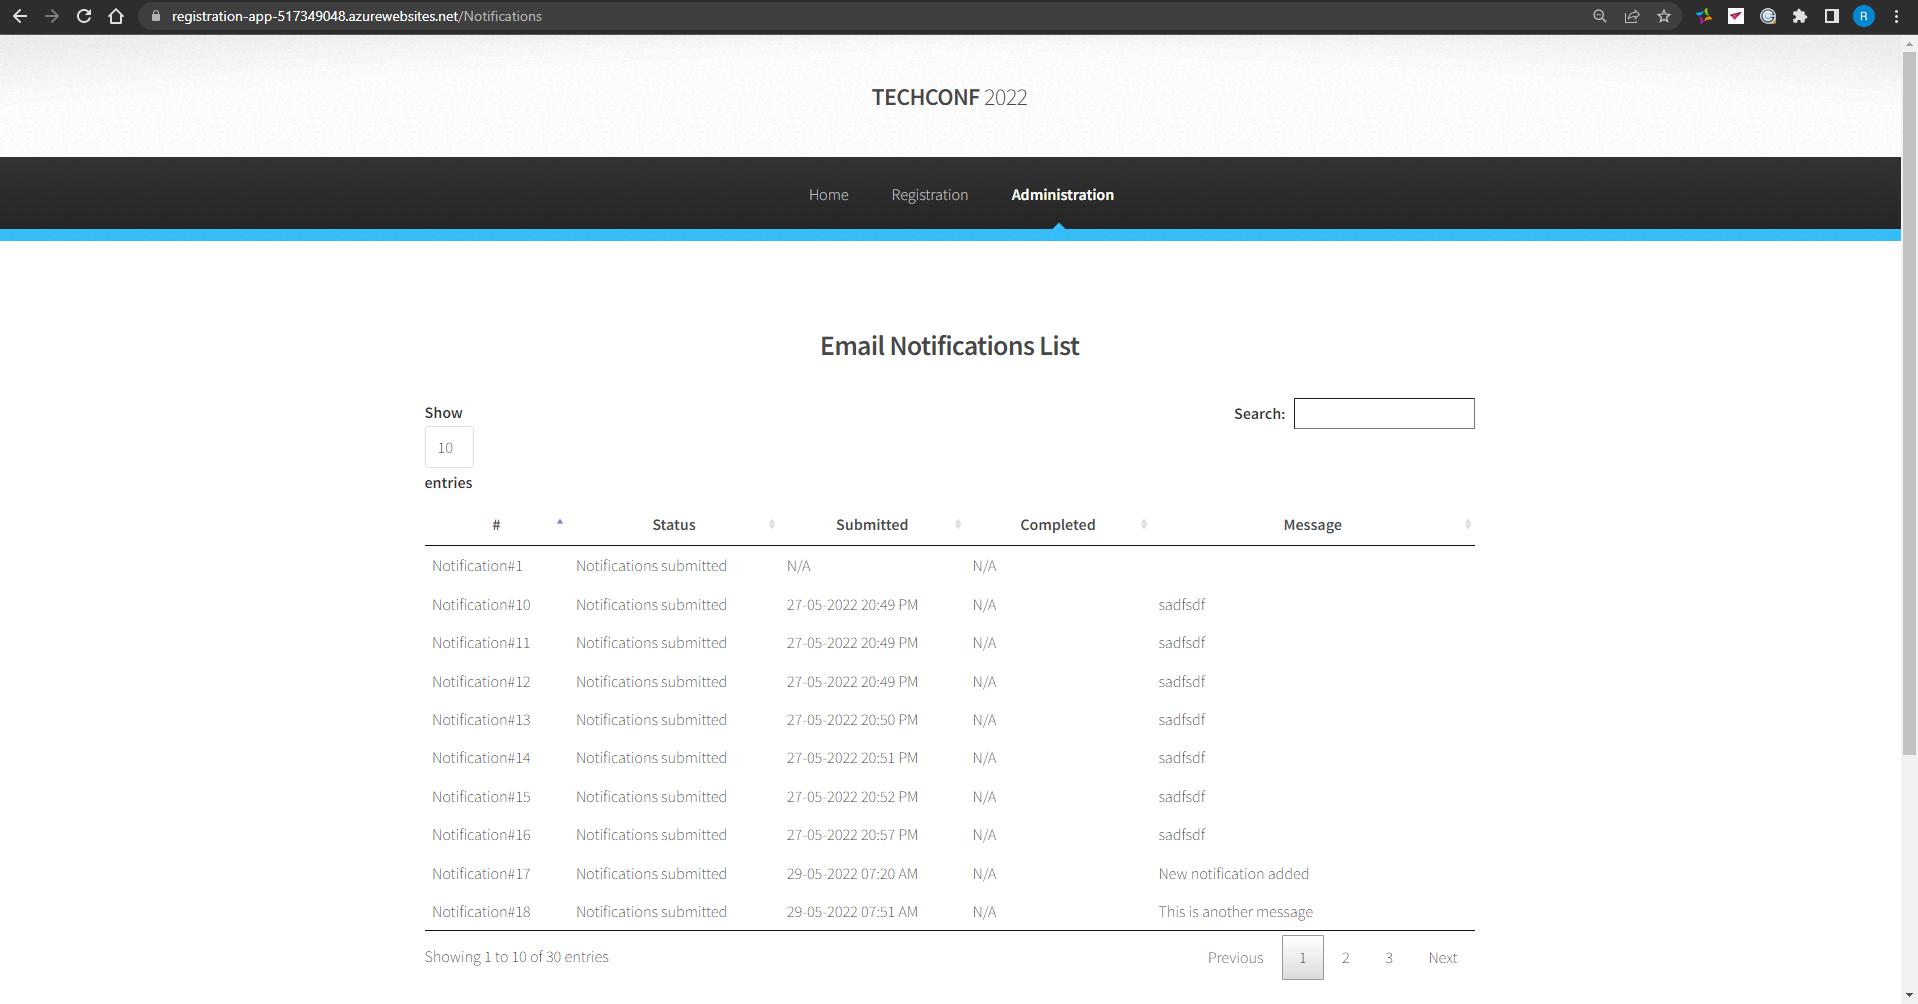 registration-app-517349048.azurewebsites.net/Notifications
R
TECHCONF 2022
Home Registration Administration
Email Notifications List
Show
10
entries
Search:
# Status Submitted Completed Message
Notification#1 Notifications submitted N/A N/A
Notification#10 Notifications submitted 27-05-2022 20:49 PM N/A sadfsdf
Notification#11 Notifications submitted 27-05-2022 20:49 PM N/A sadfsdf
Notification#12 Notifications submitted 27-05-2022 20:49 PM N/A sadfsdf
Notification#13 Notifications submitted 27-05-2022 20:50 PM N/A sadfsdf
Notification#14 Notifications submitted 27-05-2022 20:51 PM N/A sadfsdf
Notification#15 Notifications submitted 27-05-2022 20:52 PM N/A sadfsdf
Notification#16 Notifications submitted 27-05-2022 20:57 PM N/A sadfsdf
Notification#17 Notifications submitted 29-05-2022 07:20 AM N/A New notification added
Notification#18 Notifications submitted 29-05-2022 07:51 AM N/A This is another message
Showing 1 to 10 of 30 entries
Previous 1 2 3 Next